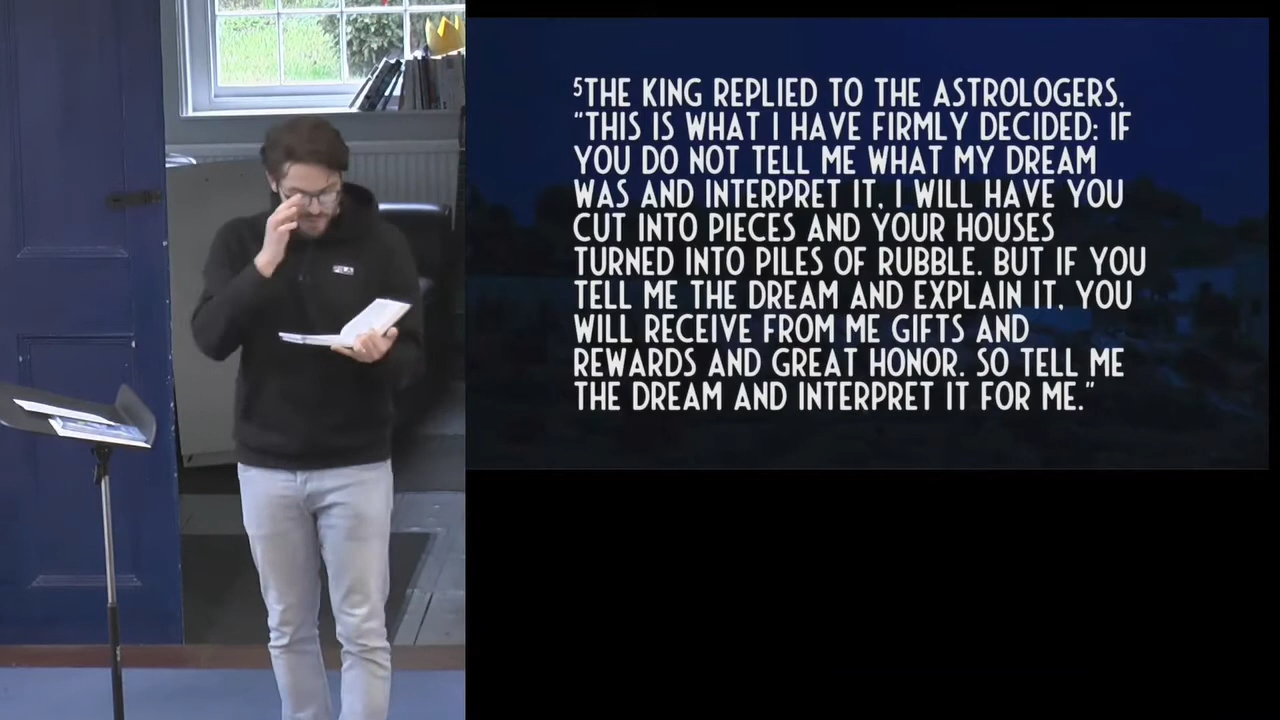 FILA
⁵THE KING REPLIED TO THE ASTROLOGERS,
"THIS IS WHAT I HAVE FIRMLY DECIDED: IF
YOU DO NOT TELL ME WHAT MY DREAM
WAS AND INTERPRET IT, I WILL HAVE YOU
CUT INTO PIECES AND YOUR HOUSES
TURNED INTO PILES OF RUBBLE. BUT IF YOU
TELL ME THE DREAM AND EXPLAIN IT, YOU
WILL RECEIVE FROM ME GIFTS AND
REWARDS AND GREAT HONOR. SO TELL ME
THE DREAM AND INTERPRET IT FOR ME."